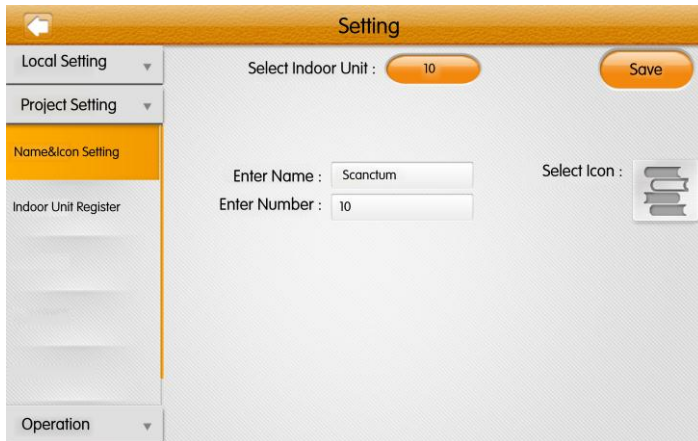 Setting
Local Setting
Select Indoor Unit : 10
Save
Project Setting
Name&Icon Setting
Enter Name : Scanctum
Select Icon :
Indoor Unit Register
Enter Number : 10
Operation